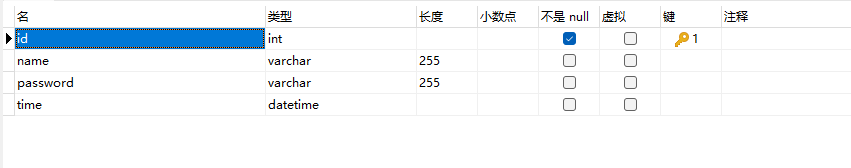 名 类型 长度 小数点 不是 null 虚拟 键 注释
id int 1
name varchar 255
password varchar 255
time datetime